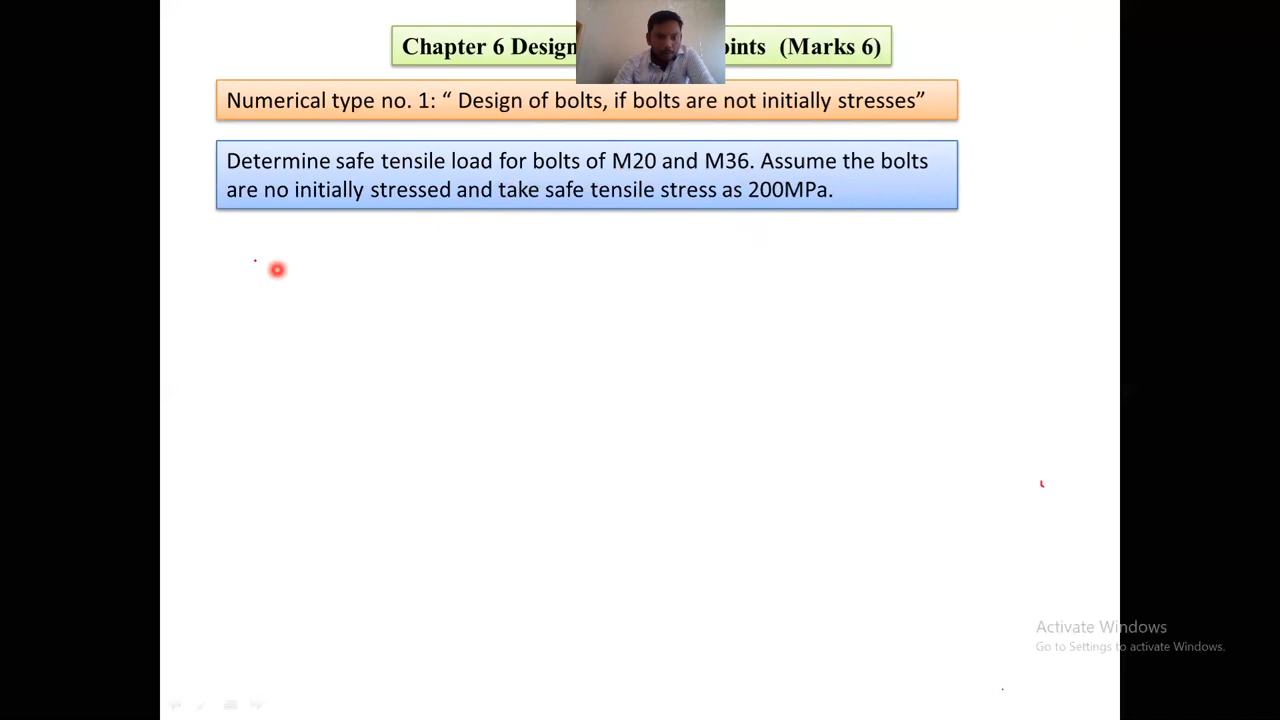 Chapter 6 Design oints (Marks 6)
Numerical type no. 1: “ Design of bolts, if bolts are not initially stresses”
Determine safe tensile load for bolts of M20 and M36. Assume the bolts
are no initially stressed and take safe tensile stress as 200MPa.
Activate Windows
Go to Settings to activate Windows.